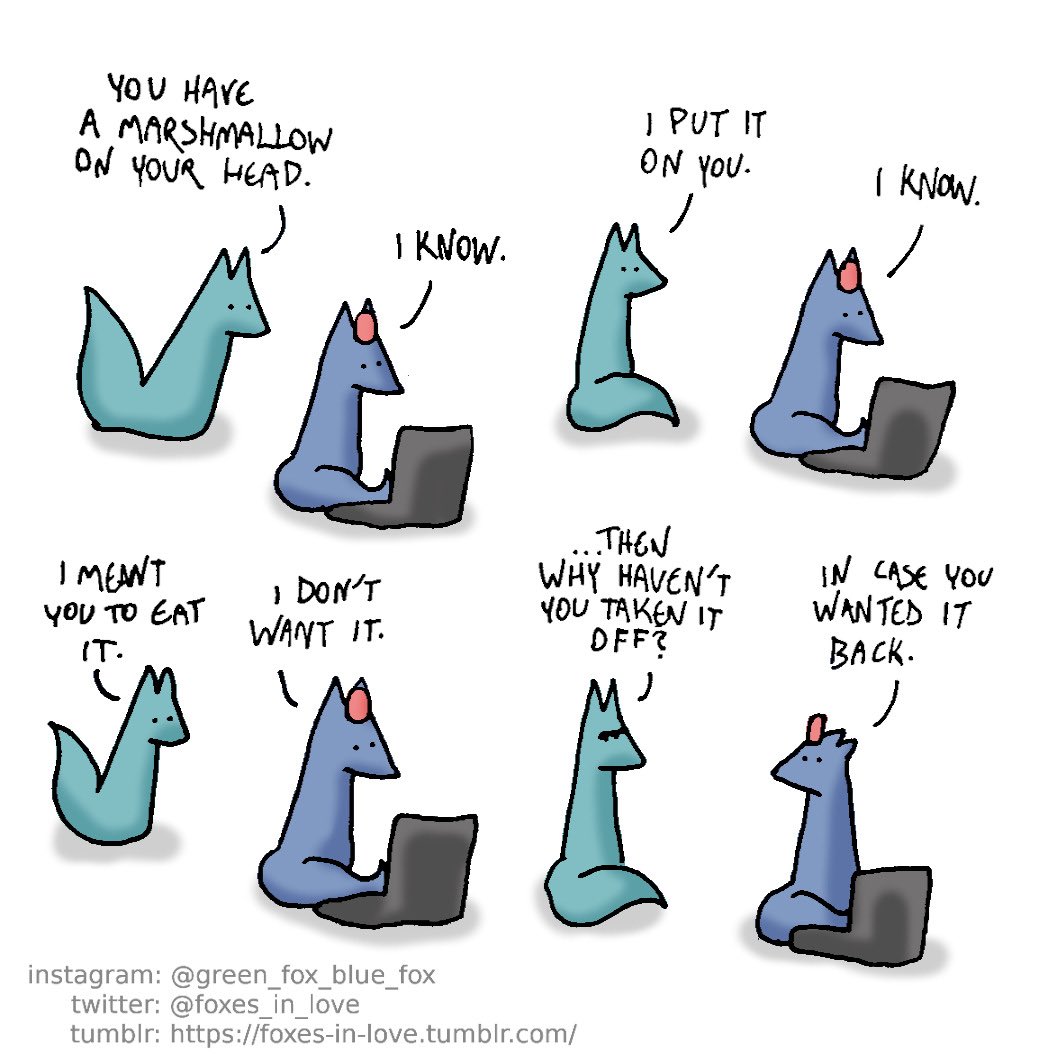 YOU HAVE
A MARSHMALLOW
ON YOUR HEAD.
I KNOW.
I PUT IT
ON YOU.
I KNOW.
I MEANT
YOU TO EAT
IT.
I DON'T
WANT IT.
...THEN
WHY HAVEN'T
YOU TAKEN IT
OFF?
IN CASE YOU
WANTED IT
BACK.
instagram: @green_fox_blue_fox
twitter: @foxes_in_love
tumblr: https://foxes-in-love.tumblr.com/